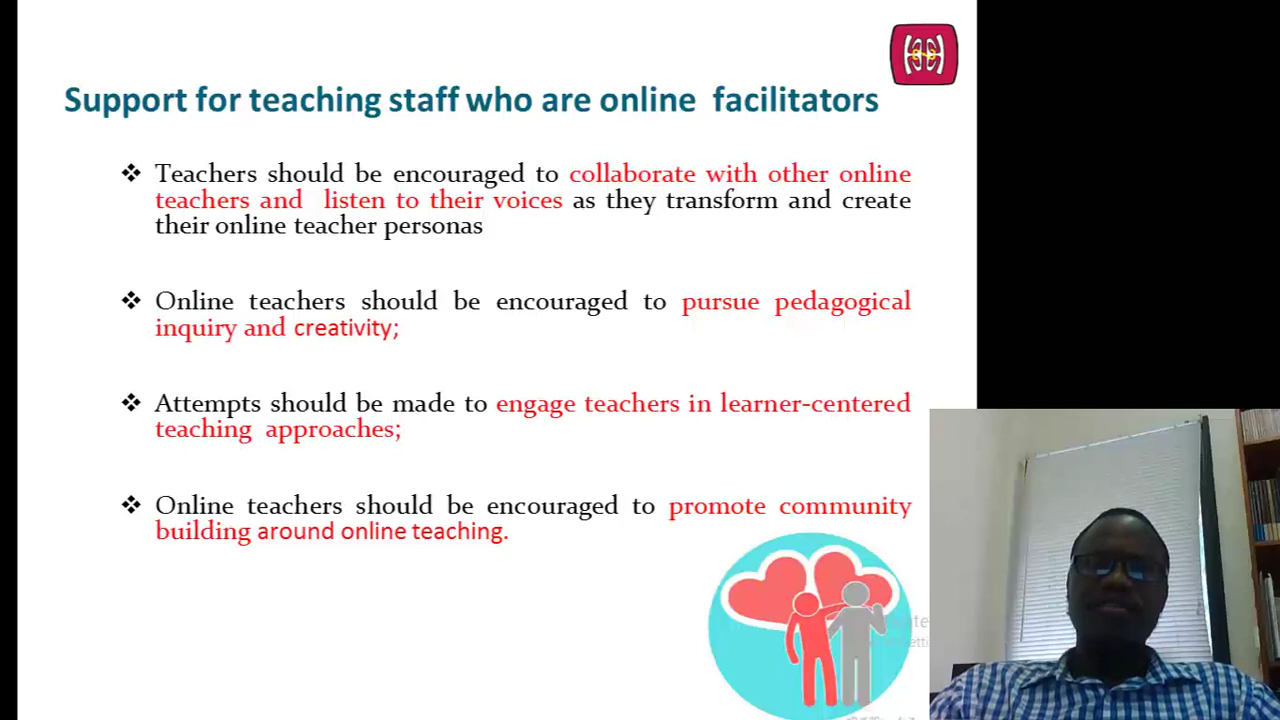 Support for teaching staff who are online facilitators
❖ Teachers should be encouraged to collaborate with other online
teachers and listen to their voices as they transform and create
their online teacher personas
❖ Online teachers should be encouraged to pursue pedagogical
inquiry and creativity;
❖ Attempts should be made to engage teachers in learner-centered
teaching approaches;
❖ Online teachers should be encouraged to promote community
building around online teaching.